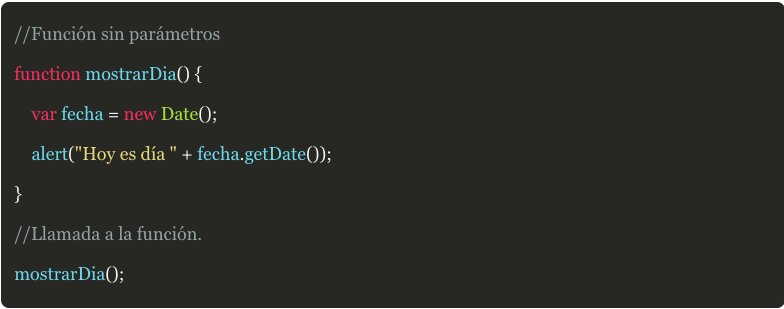 //Función sin parámetros
function mostrarDia() {
    var fecha = new Date();
    alert("Hoy es día " + fecha.getDate());
}
//Llamada a la función.
mostrarDia();